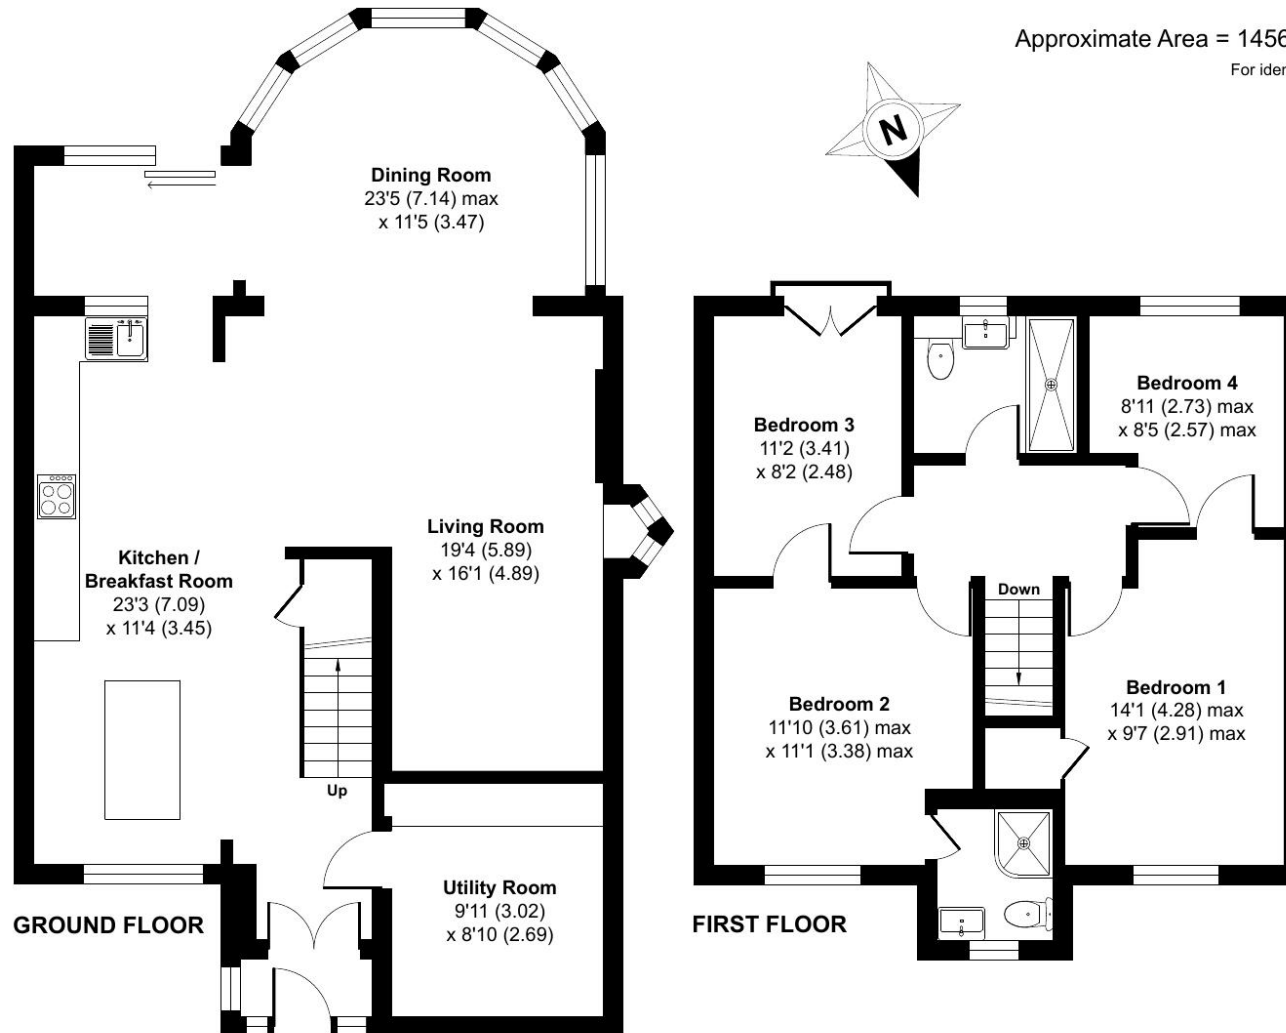 Approximate Area = 1456
For iden
N
Dining Room
23'5 (7.14) max
x 11'5 (3.47)
Living Room
19'4 (5.89)
x 16'1 (4.89)
Kitchen /
Breakfast Room
23'3 (7.09)
x 11'4 (3.45)
Up
Utility Room
9'11 (3.02)
x 8'10 (2.69)
GROUND FLOOR
Bedroom 3
11'2 (3.41)
x 8'2 (2.48)
Bedroom 4
8'11 (2.73) max
x 8'5 (2.57) max
Down
Bedroom 2
11'10 (3.61) max
x 11'1 (3.38) max
Bedroom 1
14'1 (4.28) max
x 9'7 (2.91) max
FIRST FLOOR